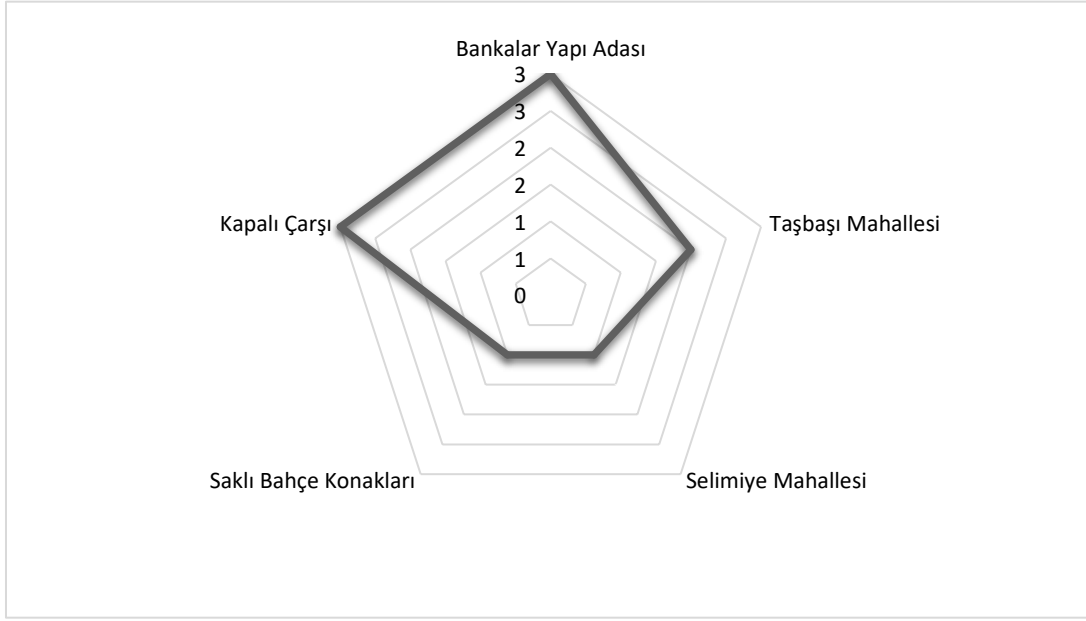 Bankalar Yapı Adası
3
3
2
2
1
1
0
Kapalı Çarşı
Taşbaşı Mahallesi
Saklı Bahçe Konakları
Selimiye Mahallesi